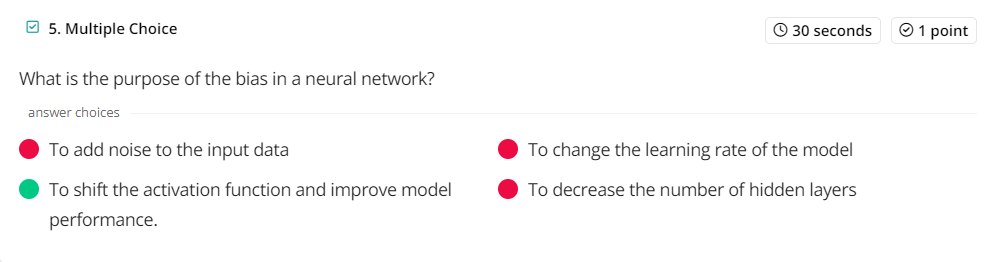 5. Multiple Choice
30 seconds
1 point
What is the purpose of the bias in a neural network?
answer choices
To add noise to the input data
To change the learning rate of the model
To shift the activation function and improve model
performance.
To decrease the number of hidden layers